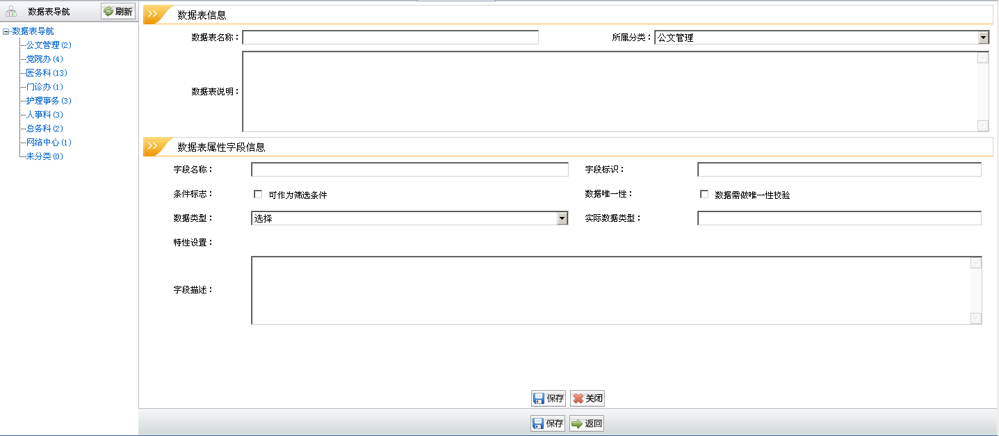 数据表导航
刷新
数据表导航
公文管理(2)
党院办(4)
医务科(13)
门诊办(1)
护理事务(3)
人事科(3)
总务科(2)
网络中心(1)
未分类(0)
数据表信息
数据表名称： 所属分类： 公文管理
数据表说明：
数据表属性字段信息
字段名称： 字段标识：
条件标志： 可作为筛选条件 数据唯一性： 数据需做唯一性校验
数据类型： 选择 实际数据类型：
特性设置：
字段描述：
保存 关闭
保存 返回